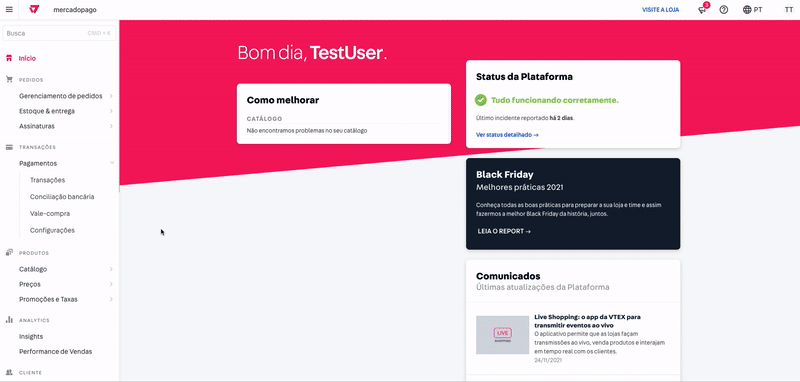 mercadopago
VISITE A LOJA
3
PT
TT
Busca
CTRL + K
Início
PEDIDOS
Gerenciamento de pedidos
Estoque & entrega
Assinaturas
TRANSAÇÕES
Pagamentos
Transações
Conciliação bancária
Vale-compra
Configurações
PRODUTOS
Catálogo
Preços
Promoções e Taxas
ANALYTICS
Insights
Performance de Vendas
CLIENTE
Bom dia, TestUser.
Como melhorar
CATÁLOGO
Não encontramos problemas no seu catálogo
Status da Plataforma
Tudo funcionando corretamente.
Último incidente reportado há 2 dias.
Ver status detalhado →
Black Friday
Melhores práticas 2021
Conheça todas as boas práticas para preparar a sua loja e time e assim
fazermos a melhor Black Friday da história, juntos.
LEIA O REPORT →
Comunicados
Últimas atualizações da Plataforma
LIVE
Live Shopping: o app da VTEX para
transmitir eventos ao vivo
O aplicativo permite que as lojas façam
transmissões ao vivo, venda produtos e interajam
em tempo real com os clientes.
24/11/2021